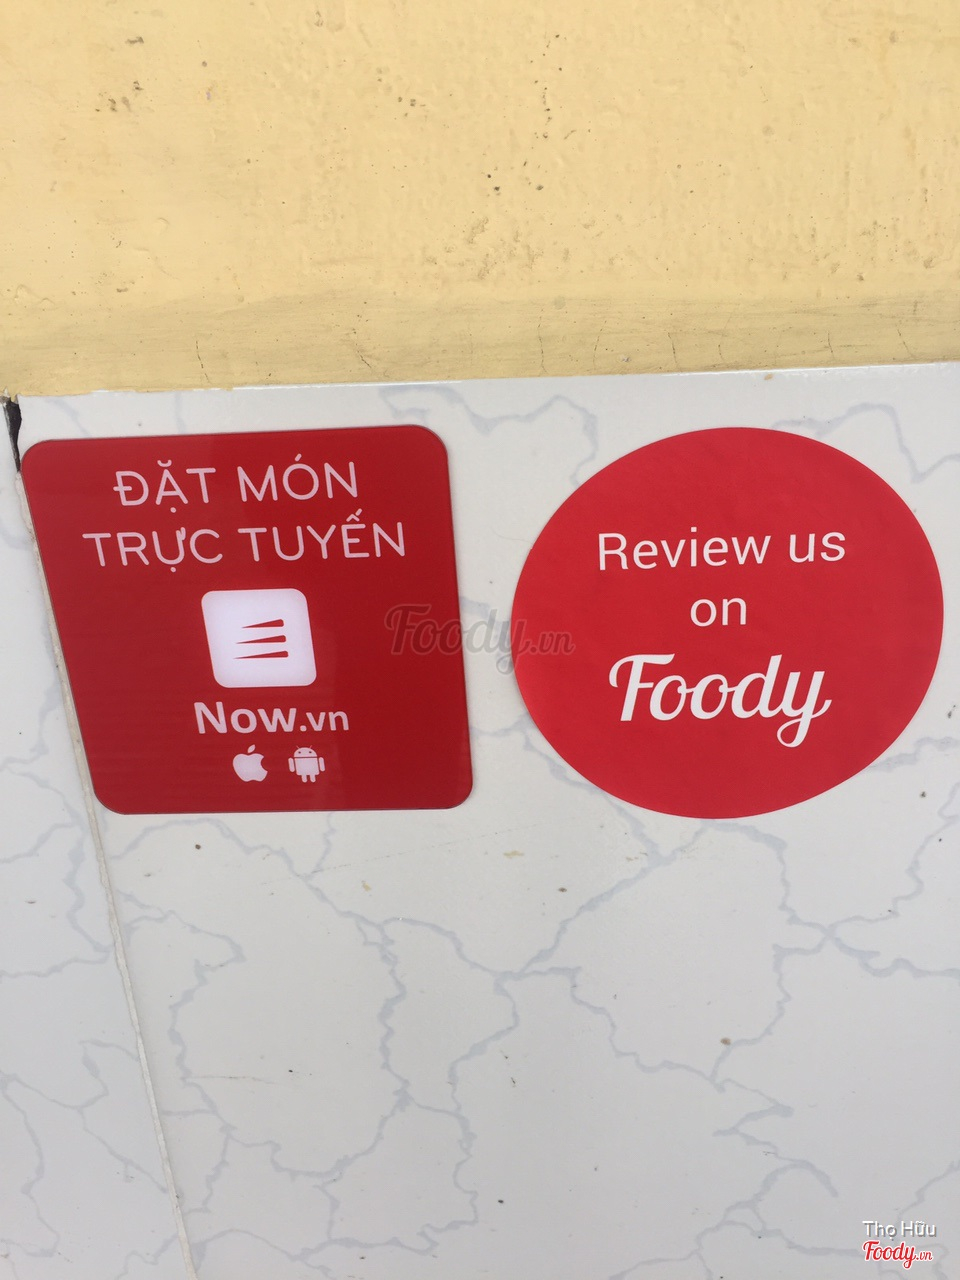 ĐẶT MÓN
TRỰC TUYẾN
Now.vn
Review us
on
Foody
Foody.vn
Thọ Hữu
Foody.vn